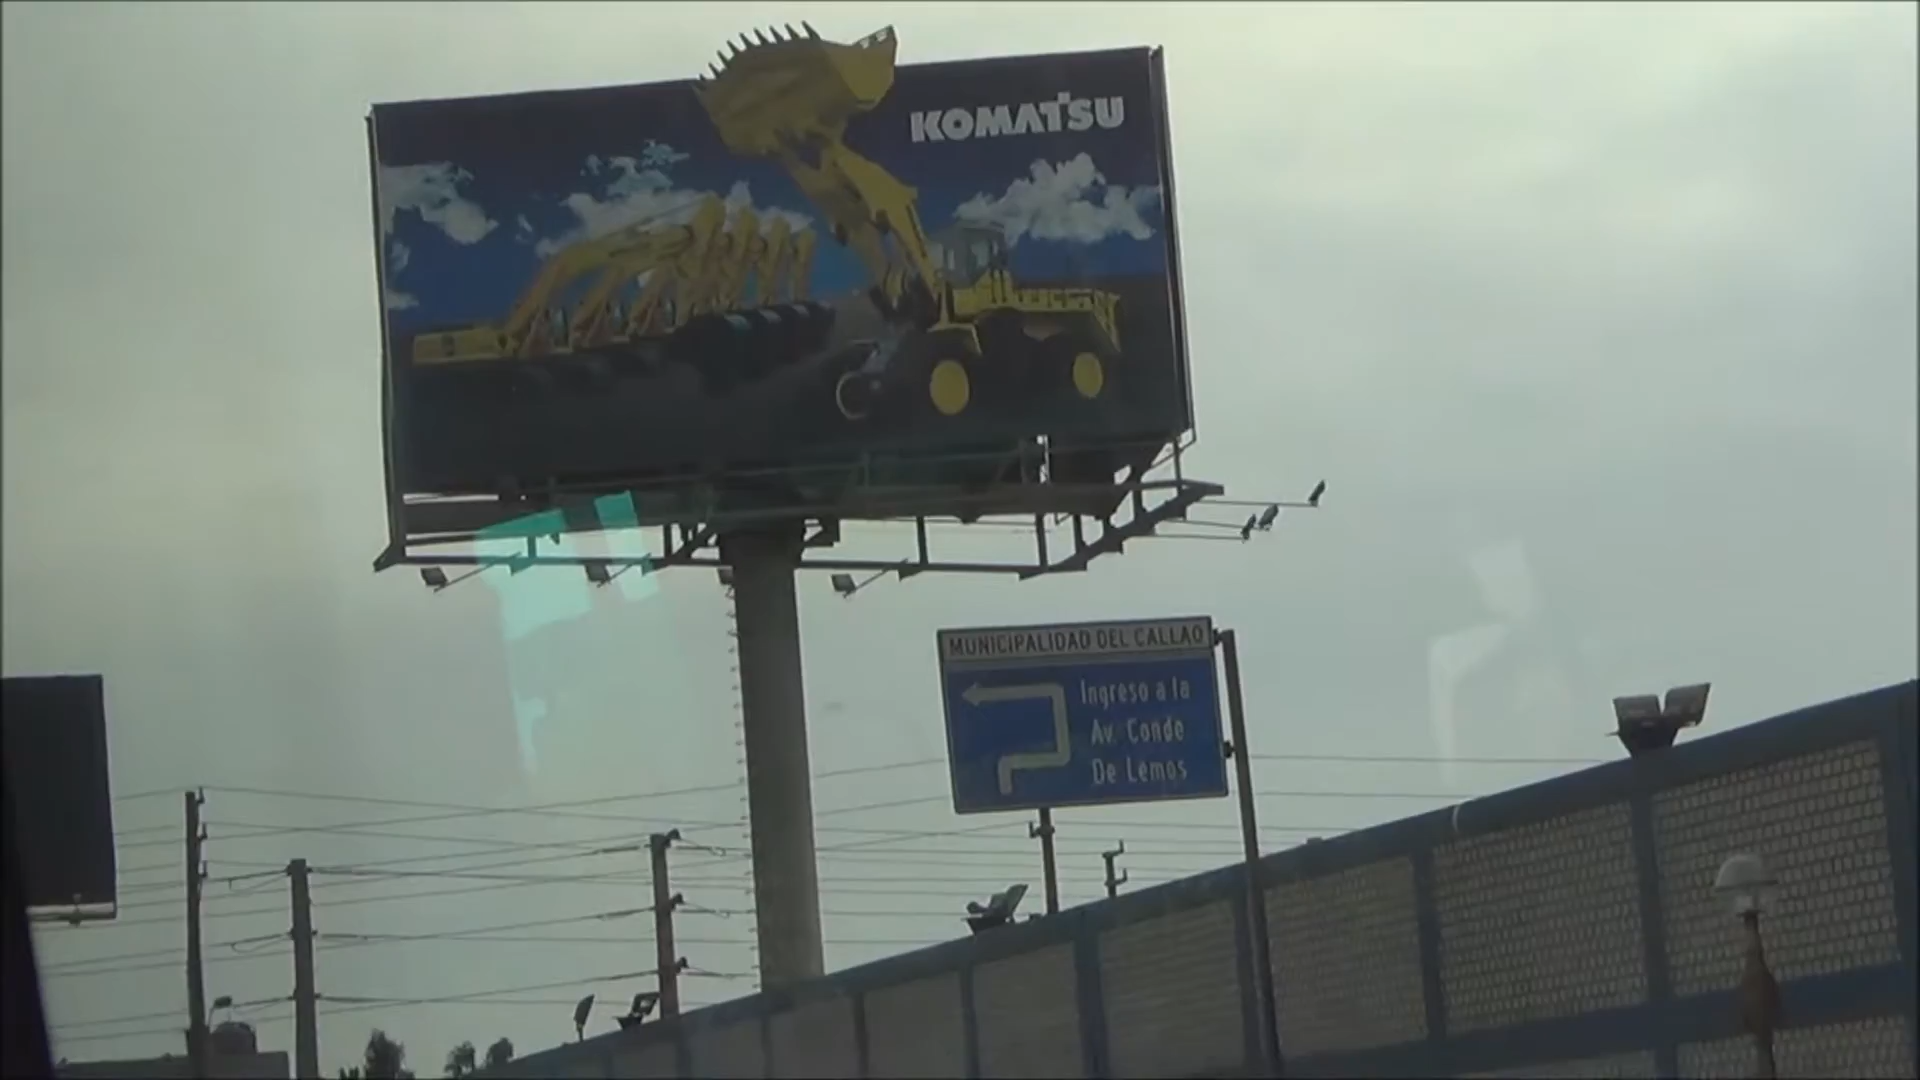 KOMATSU
MUNICIPALIDAD DEL CALLAO
Ingreso a la
Av. Conde
De Lemos